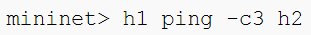 mininet> h1 ping -c3 h2